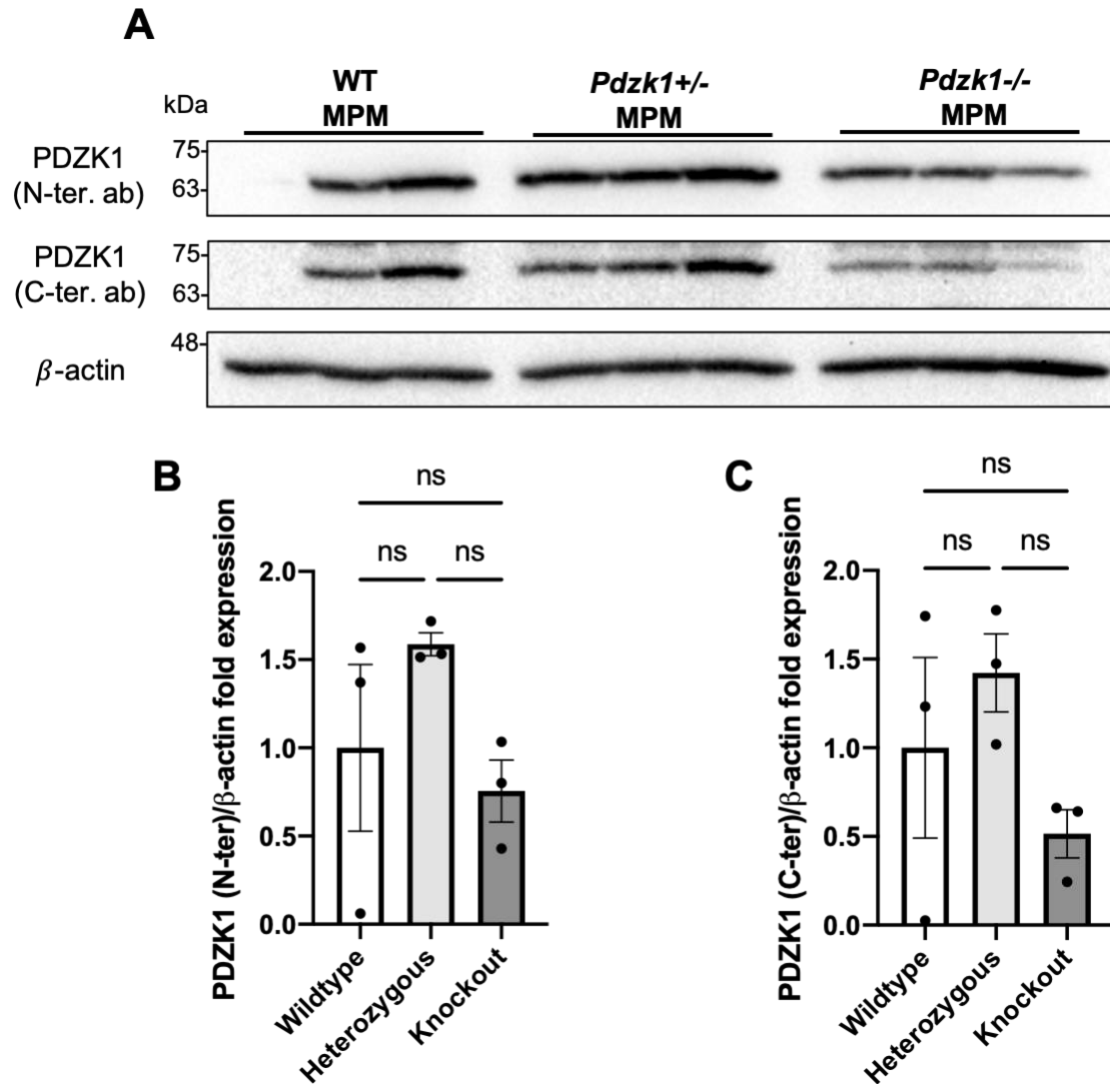 A
kDa
WT
MPM
Pdzk1+/-
MPM
Pdzk1-/-
MPM
PDZK1
(N-ter. ab)
75-
63-
PDZK1
(C-ter. ab)
75-
63-
β-actin
48-
B
PDZK1 (N-ter)/β-actin fold expression
ns
ns
ns
2.0
1.5
1.0
0.5
0.0
Wildtype
Heterozygous
Knockout
C
PDZK1 (C-ter)/β-actin fold expression
ns
ns
ns
2.0
1.5
1.0
0.5
0.0
Wildtype
Heterozygous
Knockout